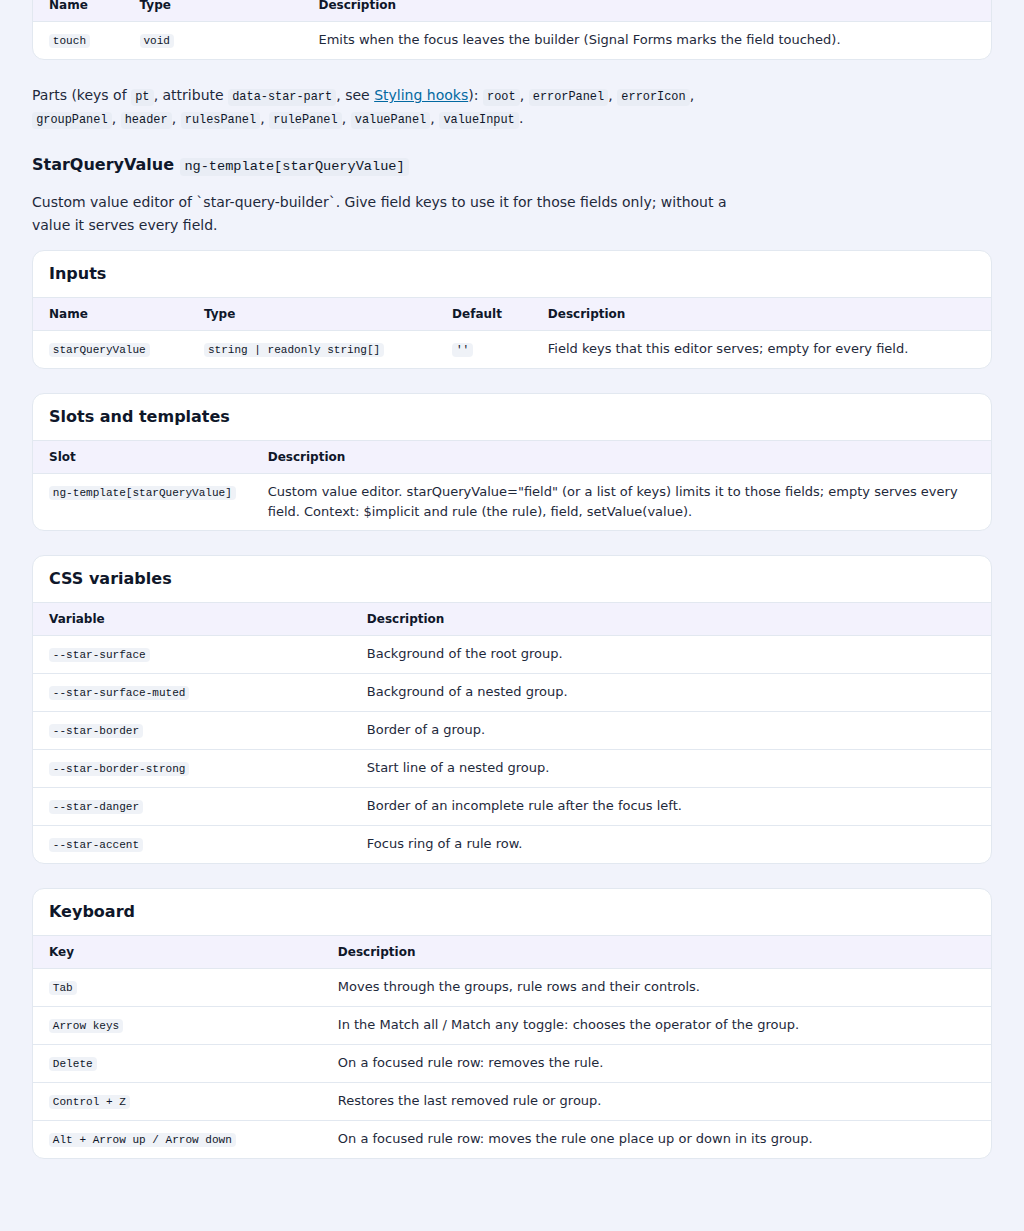 Name Type Description
touch void Emits when the focus leaves the builder (Signal Forms marks the field touched).
Parts (keys of pt, attribute data-star-part, see Styling hooks): root, errorPanel, errorIcon,
groupPanel, header, rulesPanel, rulePanel, valuePanel, valueInput.
StarQueryValue ng-template[starQueryValue]
Custom value editor of `star-query-builder`. Give field keys to use it for those fields only; without a
value it serves every field.
Inputs
Name Type Default Description
starQueryValue string | readonly string[] '' Field keys that this editor serves; empty for every field.
Slots and templates
Slot Description
ng-template[starQueryValue] Custom value editor. starQueryValue="field" (or a list of keys) limits it to those fields; empty serves every
field. Context: $implicit and rule (the rule), field, setValue(value).
CSS variables
Variable Description
--star-surface Background of the root group.
--star-surface-muted Background of a nested group.
--star-border Border of a group.
--star-border-strong Start line of a nested group.
--star-danger Border of an incomplete rule after the focus left.
--star-accent Focus ring of a rule row.
Keyboard
Key Description
Tab Moves through the groups, rule rows and their controls.
Arrow keys In the Match all / Match any toggle: chooses the operator of the group.
Delete On a focused rule row: removes the rule.
Control + Z Restores the last removed rule or group.
Alt + Arrow up / Arrow down On a focused rule row: moves the rule one place up or down in its group.